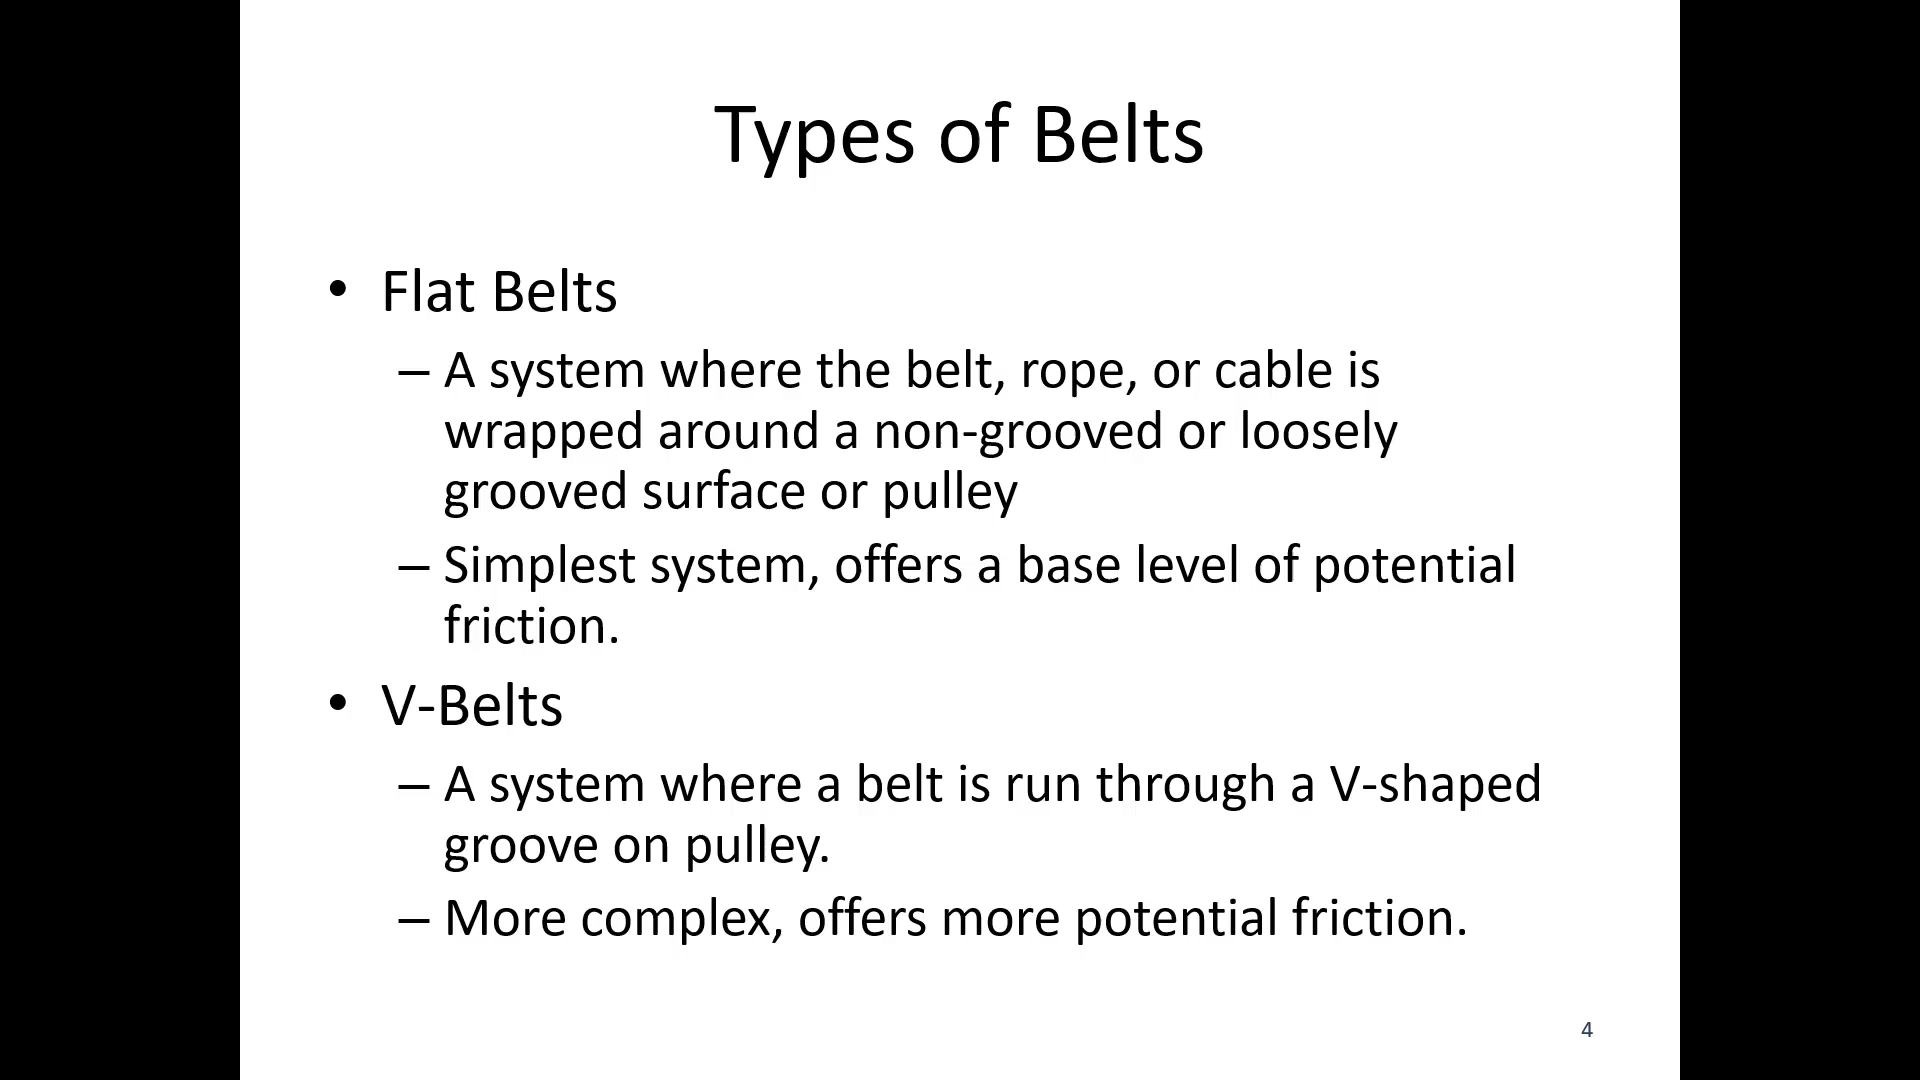 Types of Belts
• Flat Belts
– A system where the belt, rope, or cable is
wrapped around a non-grooved or loosely
grooved surface or pulley
– Simplest system, offers a base level of potential
friction.
• V-Belts
– A system where a belt is run through a V-shaped
groove on pulley.
– More complex, offers more potential friction.
4